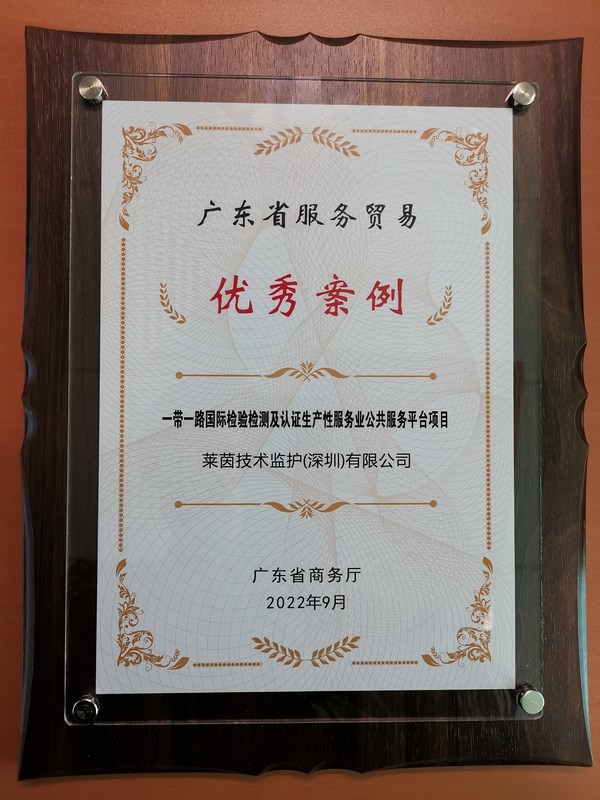 广东省服务贸易
优秀案例
一带一路国际检验检测及认证生产性服务业公共服务平台项目
莱茵技术监护(深圳)有限公司
广东省商务厅
2022年9月